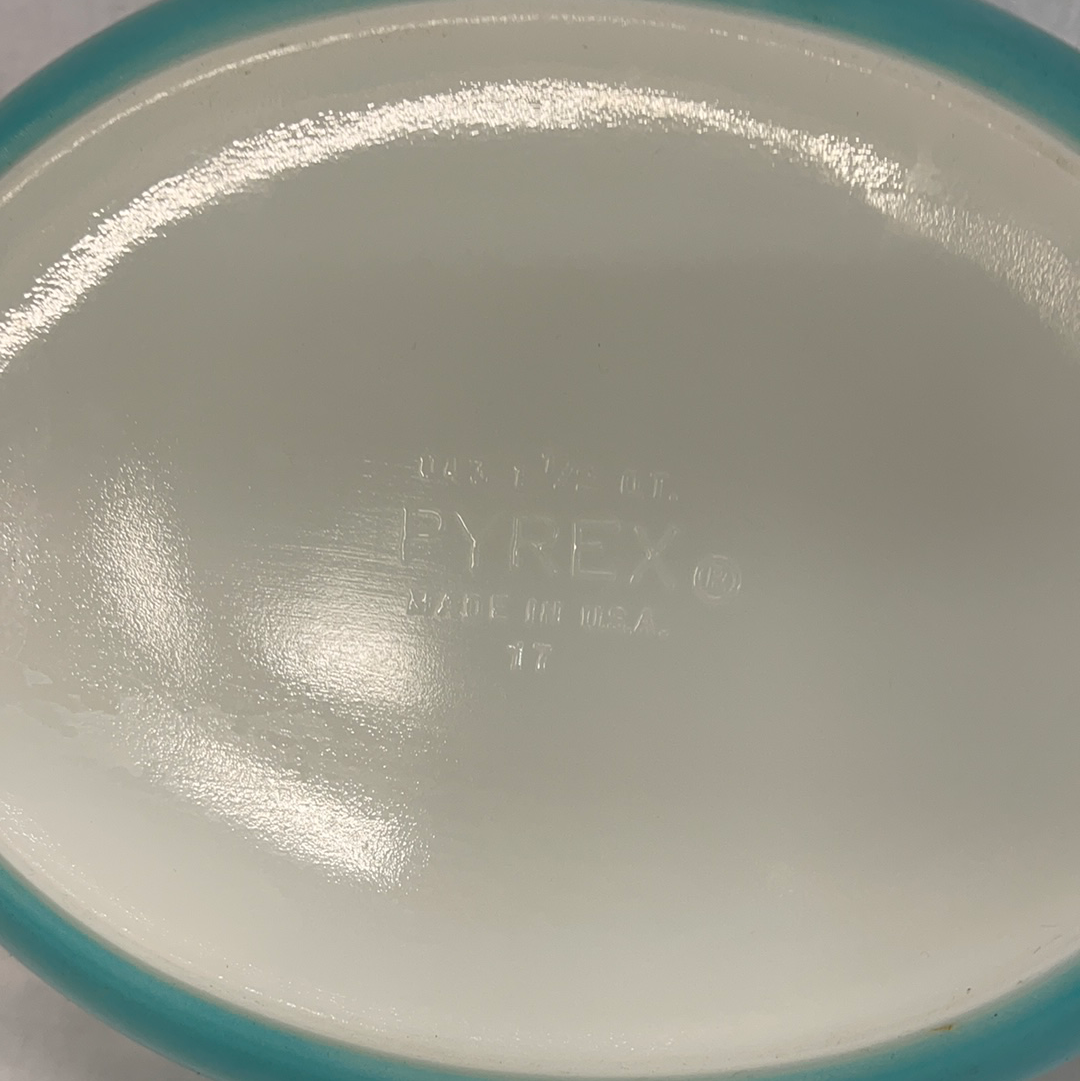 043 1 1/2 QT.
PYREX ®
MADE IN U.S.A.
17